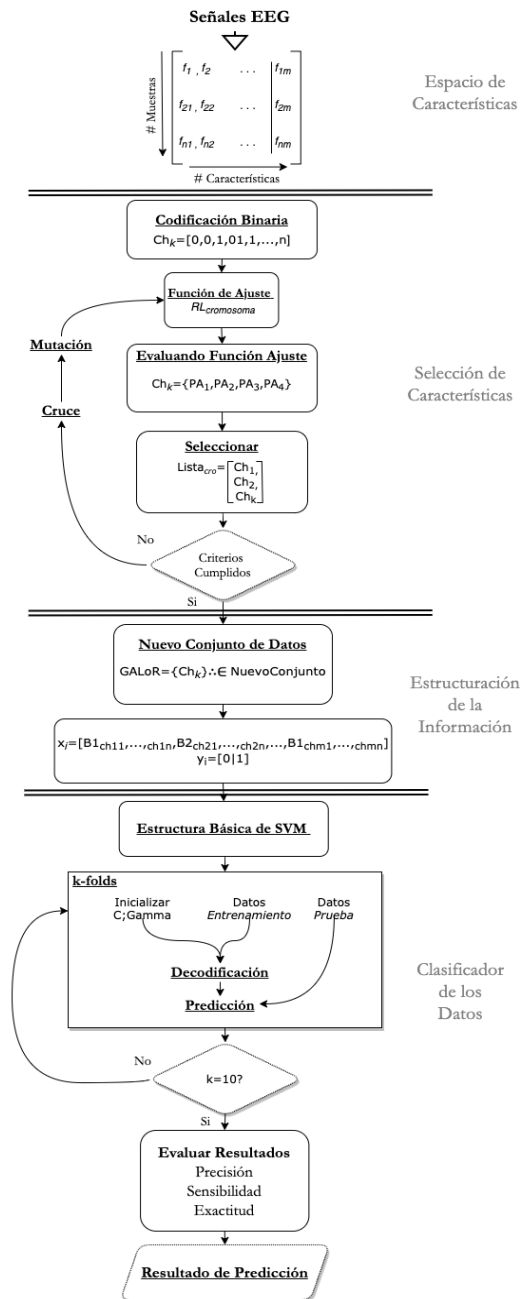 Señales EEG
# Muestras
f1 , f2 ... f1m
f21, f22 ... f2m
fn1 , fn2 ... fnm
# Características
Espacio de
Características
Codificación Binaria
Chk=[0,0,1,01,1,...,n]
Función de Ajuste
RLcromosoma
Mutación
Evaluando Función Ajuste
Chk={PA1,PA2,PA3,PA4}
Selección de
Características
Cruce
Seleccionar
Listacro=[Ch1,
Ch2,
Chk]
No
Criterios
Cumplidos
Si
Nuevo Conjunto de Datos
GALoR={Chk}∴∈ NuevoConjunto
Estructuración
de la
Información
xi=[B1ch11,...,ch1n,B2ch21,...,ch2n,...,B1chm1,...,chmn]
yi=[0|1]
Estructura Básica de SVM
k-folds
Inicializar
C;Gamma
Datos
Entrenamiento
Datos
Prueba
Decodificación
Predicción
Clasificador
de los
Datos
No
k=10?
Si
Evaluar Resultados
Precisión
Sensibilidad
Exactitud
Resultado de Predicción